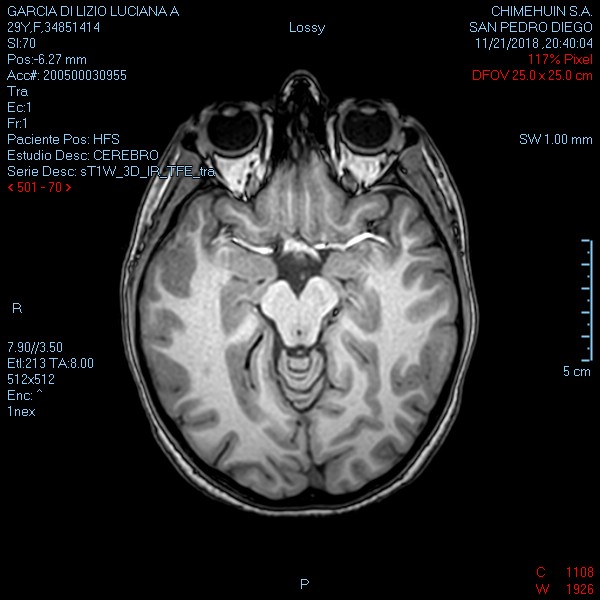 GARCIA DI LIZIO LUCIANA A
29Y,F,34851414
Sl:70
Pos:-6.27 mm
Acc#: 200500030955
Tra
Ec:1
Fr:1
Paciente Pos: HFS
Estudio Desc: CEREBRO
Serie Desc: sT1W_3D_IR_TFE_tra
< 501 - 70 >
Lossy
CHIMEHUIN S.A.
SAN PEDRO DIEGO
11/21/2018 ,20:40:04
117% Pixel
DFOV 25.0 x 25.0 cm
SW 1.00 mm
R
5 cm
7.90//3.50
Etl:213 TA:8.00
512x512
Enc: ^
1nex
P
C 1108
W 1926